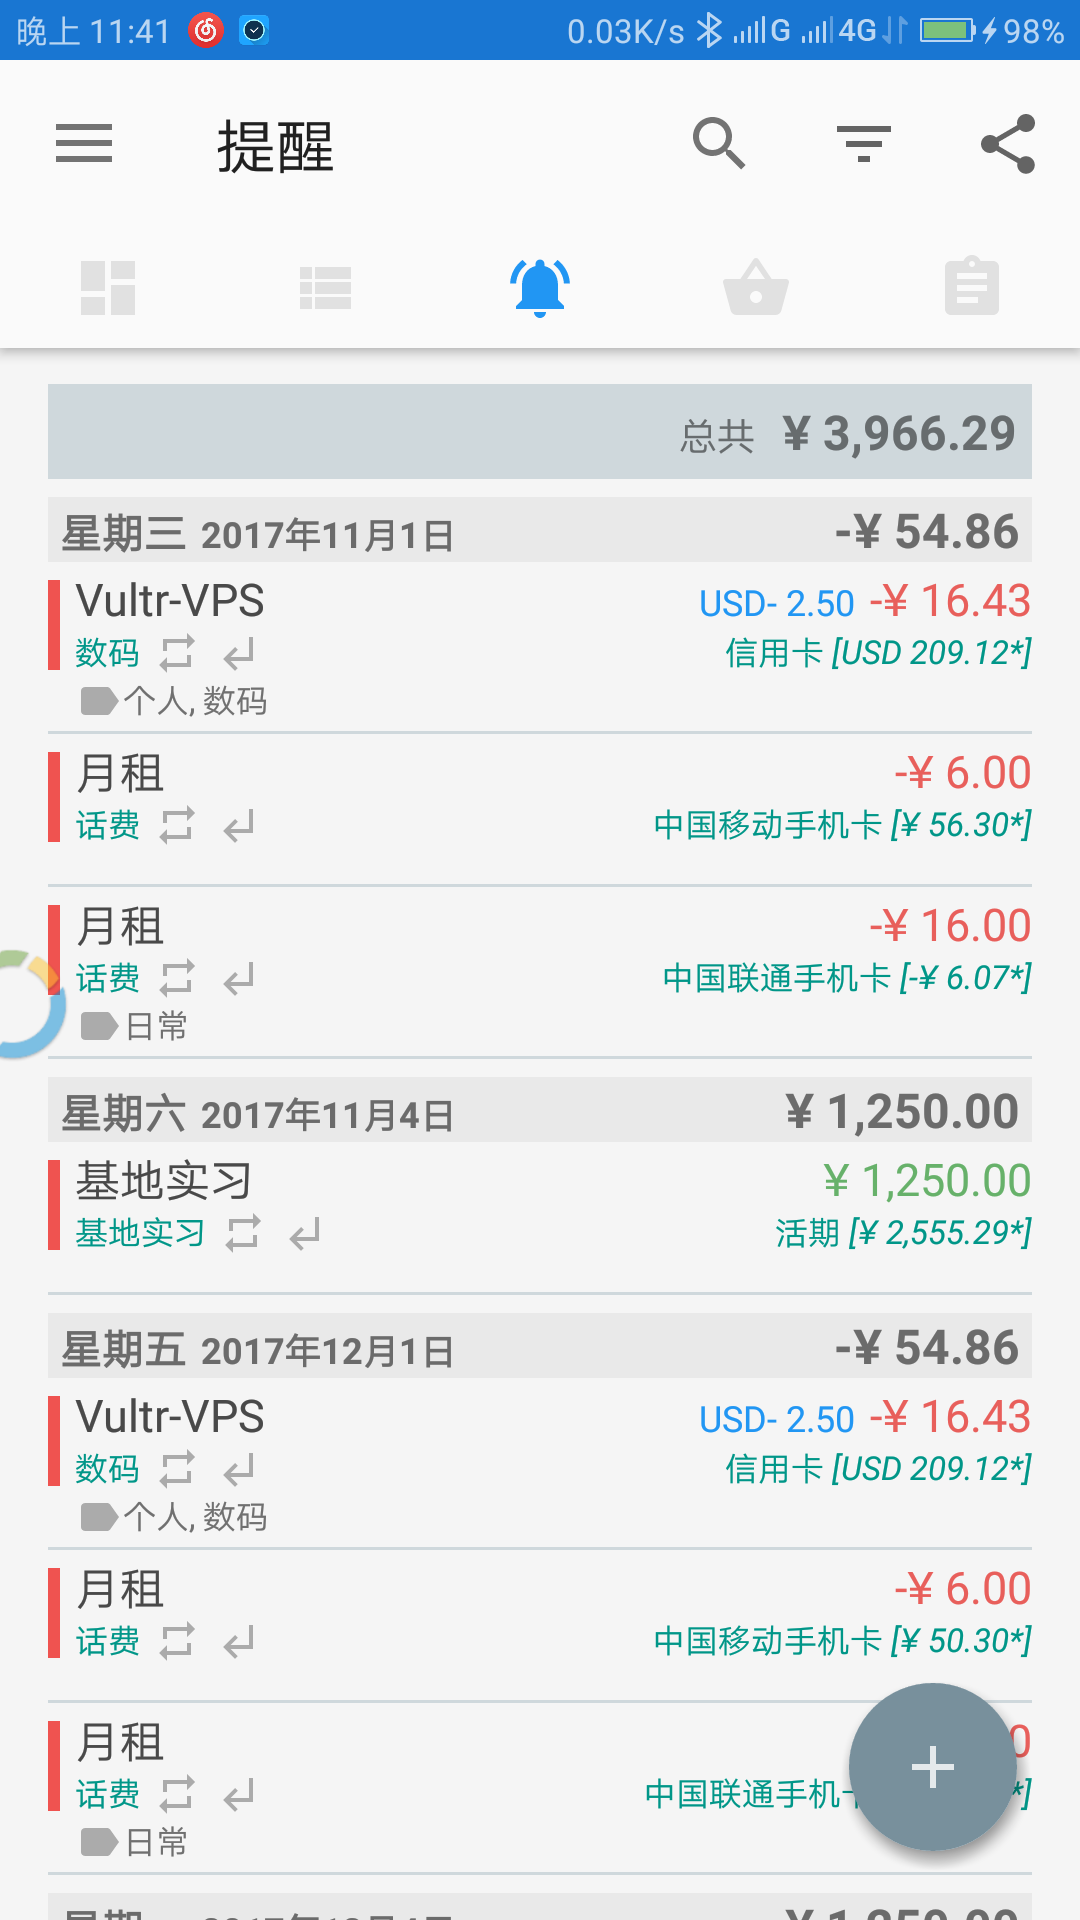 晚上 11:41 0.03K/s G 4G 98%
提醒
总共 ¥ 3,966.29
星期三 2017年11月1日 -¥ 54.86
Vultr-VPS USD- 2.50 -¥ 16.43
数码 信用卡 [USD 209.12*]
个人, 数码
月租 -¥ 6.00
话费 中国移动手机卡 [¥ 56.30*]
月租 -¥ 16.00
话费 中国联通手机卡 [-¥ 6.07*]
日常
星期六 2017年11月4日 ¥ 1,250.00
基地实习 ¥ 1,250.00
基地实习 活期 [¥ 2,555.29*]
星期五 2017年12月1日 -¥ 54.86
Vultr-VPS USD- 2.50 -¥ 16.43
数码 信用卡 [USD 209.12*]
个人, 数码
月租 -¥ 6.00
话费 中国移动手机卡 [¥ 50.30*]
月租 0
话费 中国联通手机 *]
日常